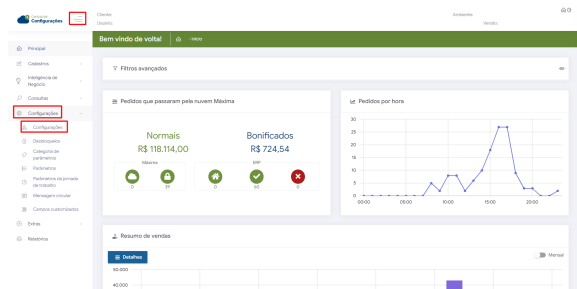 Consultar
Configurações
Cliente:
Usuário:
Ambiente:
Versão:
Bem vindo de volta!
Início
Principal
Cadastros
Inteligência de
Negócio
Consultas
Configurações
Configurações
Desbloqueios
Categoria de
parâmetros
Parâmetros
Parâmetros da jornada
de trabalho
Mensagem circular
Campos customizados
Extras
Relatórios
Filtros avançados
Pedidos que passaram pela nuvem Máxima
Normais
R$ 118.114,00
Bonificados
R$ 724,54
Máxima
ERP
0
0
60
0
Pedidos por hora
30
25
20
15
10
5
0
00:00
05:00
10:00
15:00
20:00
Resumo de vendas
Detalhes
Mensal
50.000
40.000